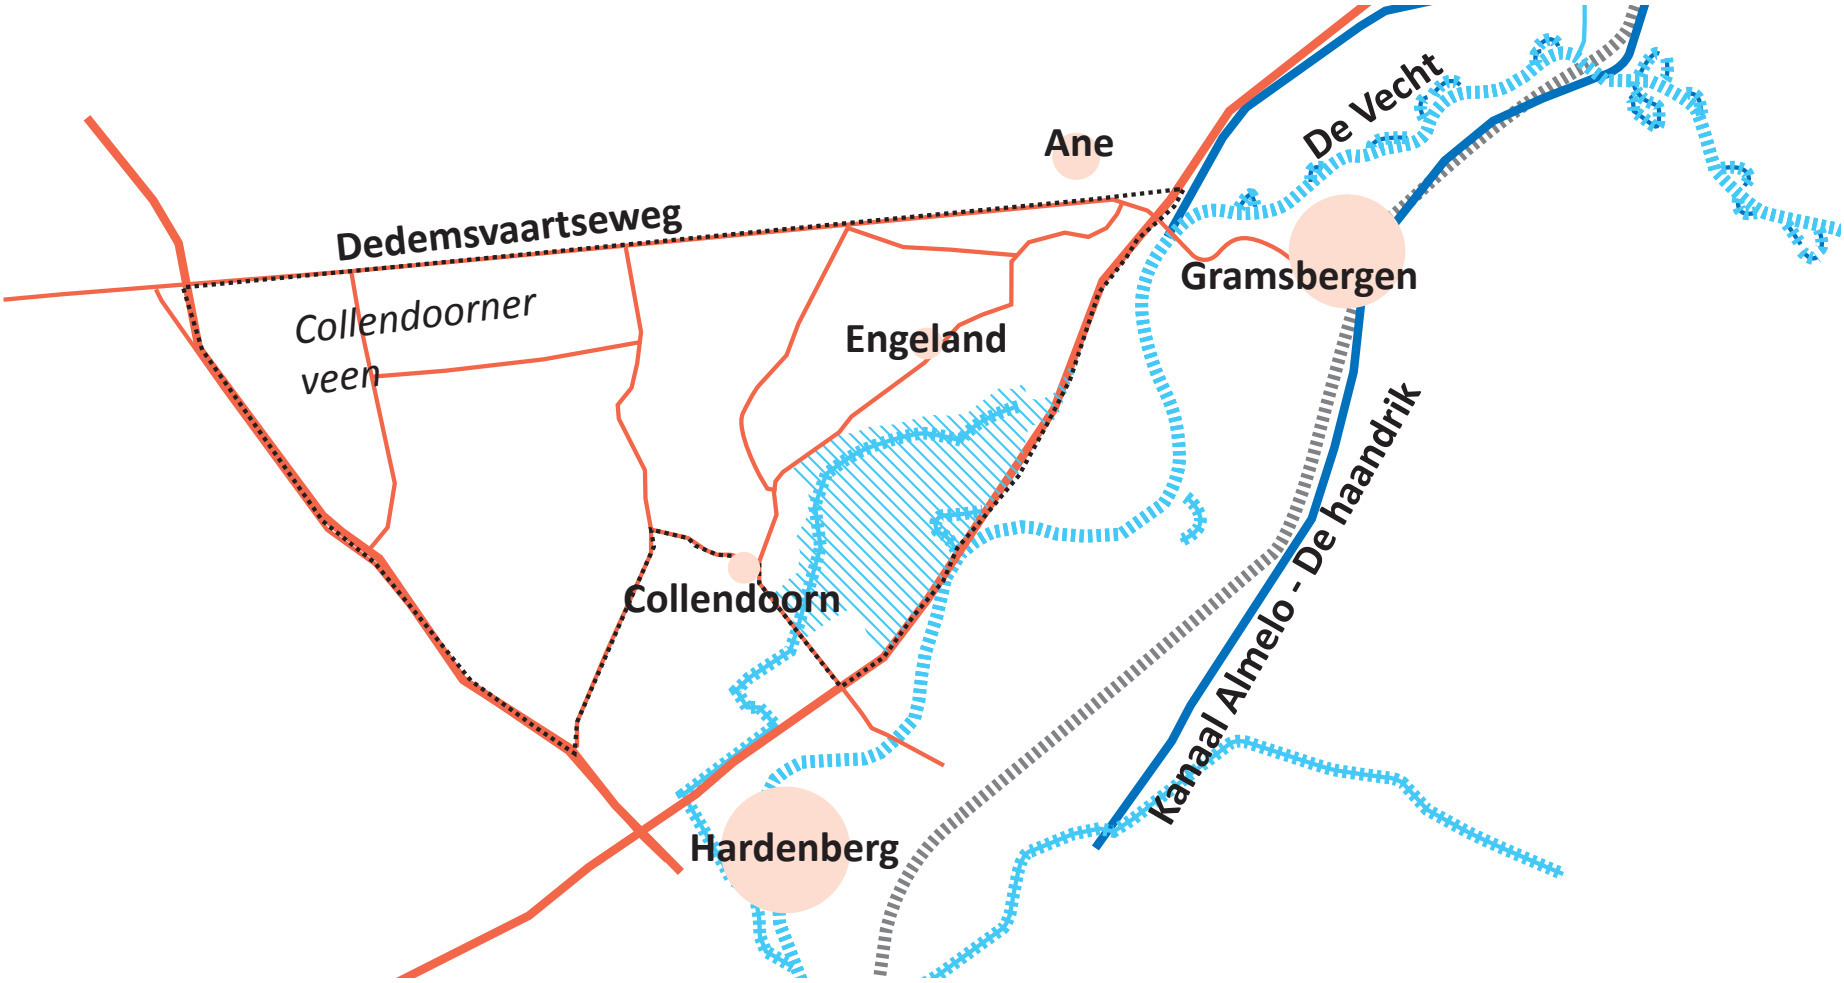 De Vecht
Ane
Dedemsvaartseweg
Gramsbergen
Collendoorner
veen
Engeland
Kanaal Almelo - De haandrik
Collendoorn
Hardenberg